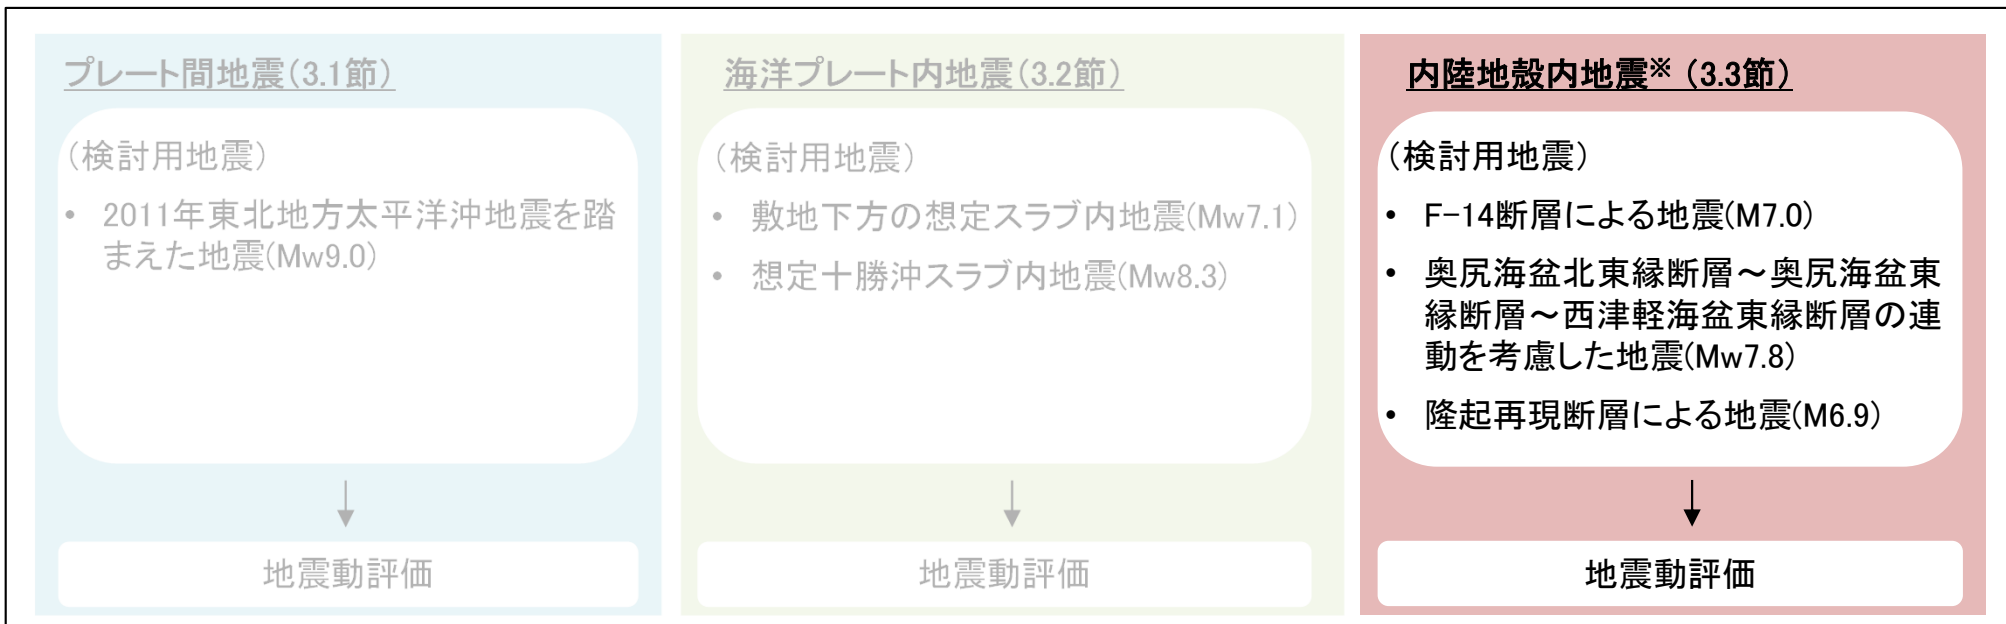 プレート間地震(3.1節)
(検討用地震)
• 2011年東北地方太平洋沖地震を踏
まえた地震(Mw9.0)
地震動評価
海洋プレート内地震(3.2節)
(検討用地震)
• 敷地下方の想定スラブ内地震(Mw7.1)
• 想定十勝沖スラブ内地震(Mw8.3)
地震動評価
内陸地殻内地震※ (3.3節)
(検討用地震)
• F-14断層による地震(M7.0)
• 奥尻海盆北東縁断層~奥尻海盆東
縁断層~西津軽海盆東縁断層の連
動を考慮した地震(Mw7.8)
• 隆起再現断層による地震(M6.9)
地震動評価